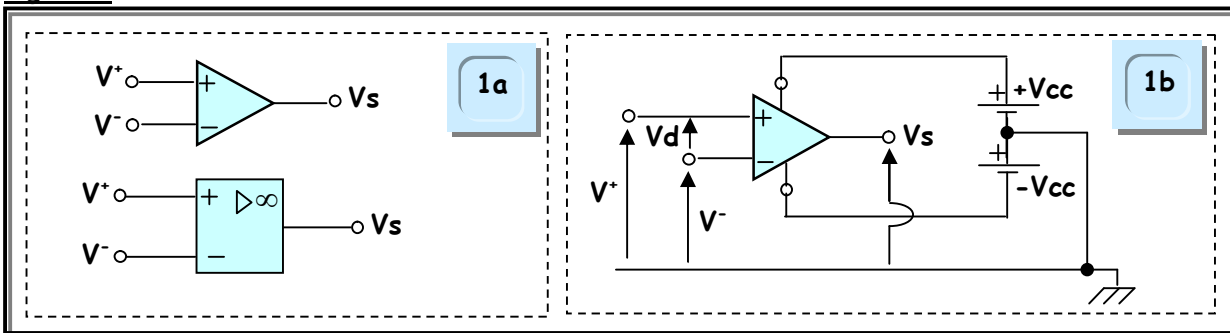 1a
V+
+
Vs
V-
−
V+
+
▷∞
Vs
V-
−
1b
+
+Vcc
+
Vd
−
Vs
+
-Vcc
V+
V-